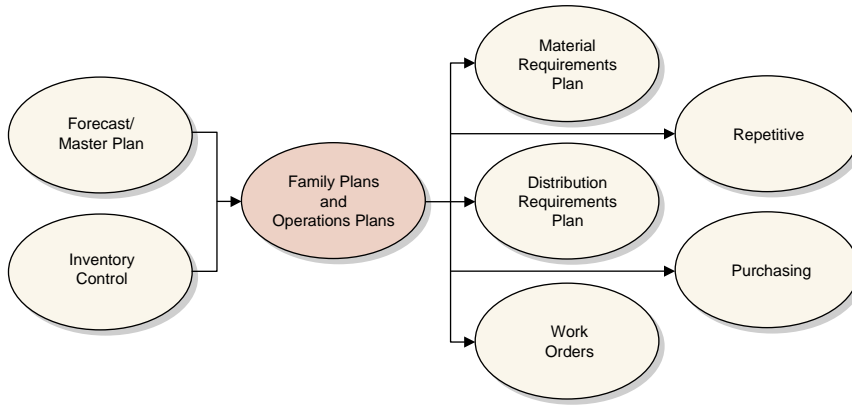 Forecast/
Master Plan
Inventory
Control
Family Plans
and
Operations Plans
Material
Requirements
Plan
Distribution
Requirements
Plan
Work
Orders
Repetitive
Purchasing